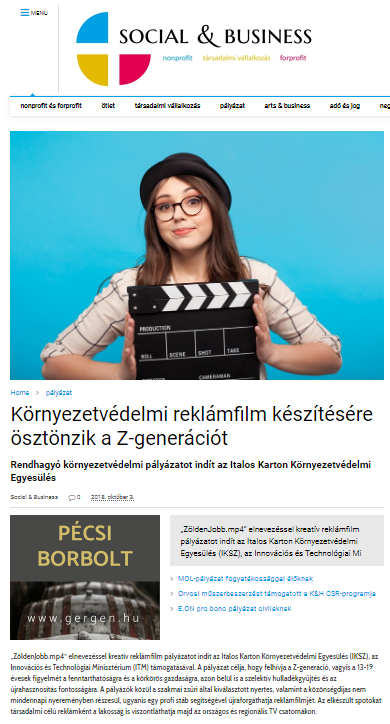 MENU
SOCIAL & BUSINESS
nonprofit társadalmi vállalkozás forprofit
nonprofit és forprofit ötlet társadalmi vállalkozás pályázat arts & business adó és jog neg
PRODUCTION
ROLL SCENE SHOT TAKE
CAMERAMAN
Home > pályázat
Környezetvédelmi reklámfilm készítésére
ösztönzik a Z-generációt
Rendhagyó környezetvédelmi pályázatot indít az Italos Karton Környezetvédelmi
Egyesülés
Social & Business 0 2018. október 3.
PÉCSI
BORBOLT
www.gergen.hu
„ZöldenJobb.mp4” elnevezéssel kreatív reklámfilm
pályázatot indít az Italos Karton Környezetvédelmi
Egyesülés (IKSZ), az Innovációs és Technológiai Mi
> MOL-pályázat fogyatékossággal élőknek
> Orvosi műszerbeszerzést támogatott a K&H CSR-programja
> E.ON pro bono pályázat civileknek
„ZöldenJobb.mp4” elnevezéssel kreatív reklámfilm pályázatot indít az Italos Karton Környezetvédelmi Egyesülés (IKSZ), az
Innovációs és Technológiai Minisztérium (ITM) támogatásával. A pályázat célja, hogy felhívja a Z-generáció, vagyis a 13-19
évesek figyelmét a fenntarthatóságra és a körkörös gazdaságra, azon belül is a szelektív hulladékgyűjtés és az
újrahasznosítás fontosságára. A pályázók közül a szakmai zsűri által kiválasztott nyertes, valamint a közönségdíjas nem
mindennapi nyereményben részesül, ugyanis egy profi stáb segítségével újraforgathatja reklámfilmjét. Az elkészült spotokat
társadalmi célú reklámként a lakosság is viszontláthatja majd az országos és regionális TV csatornákon.